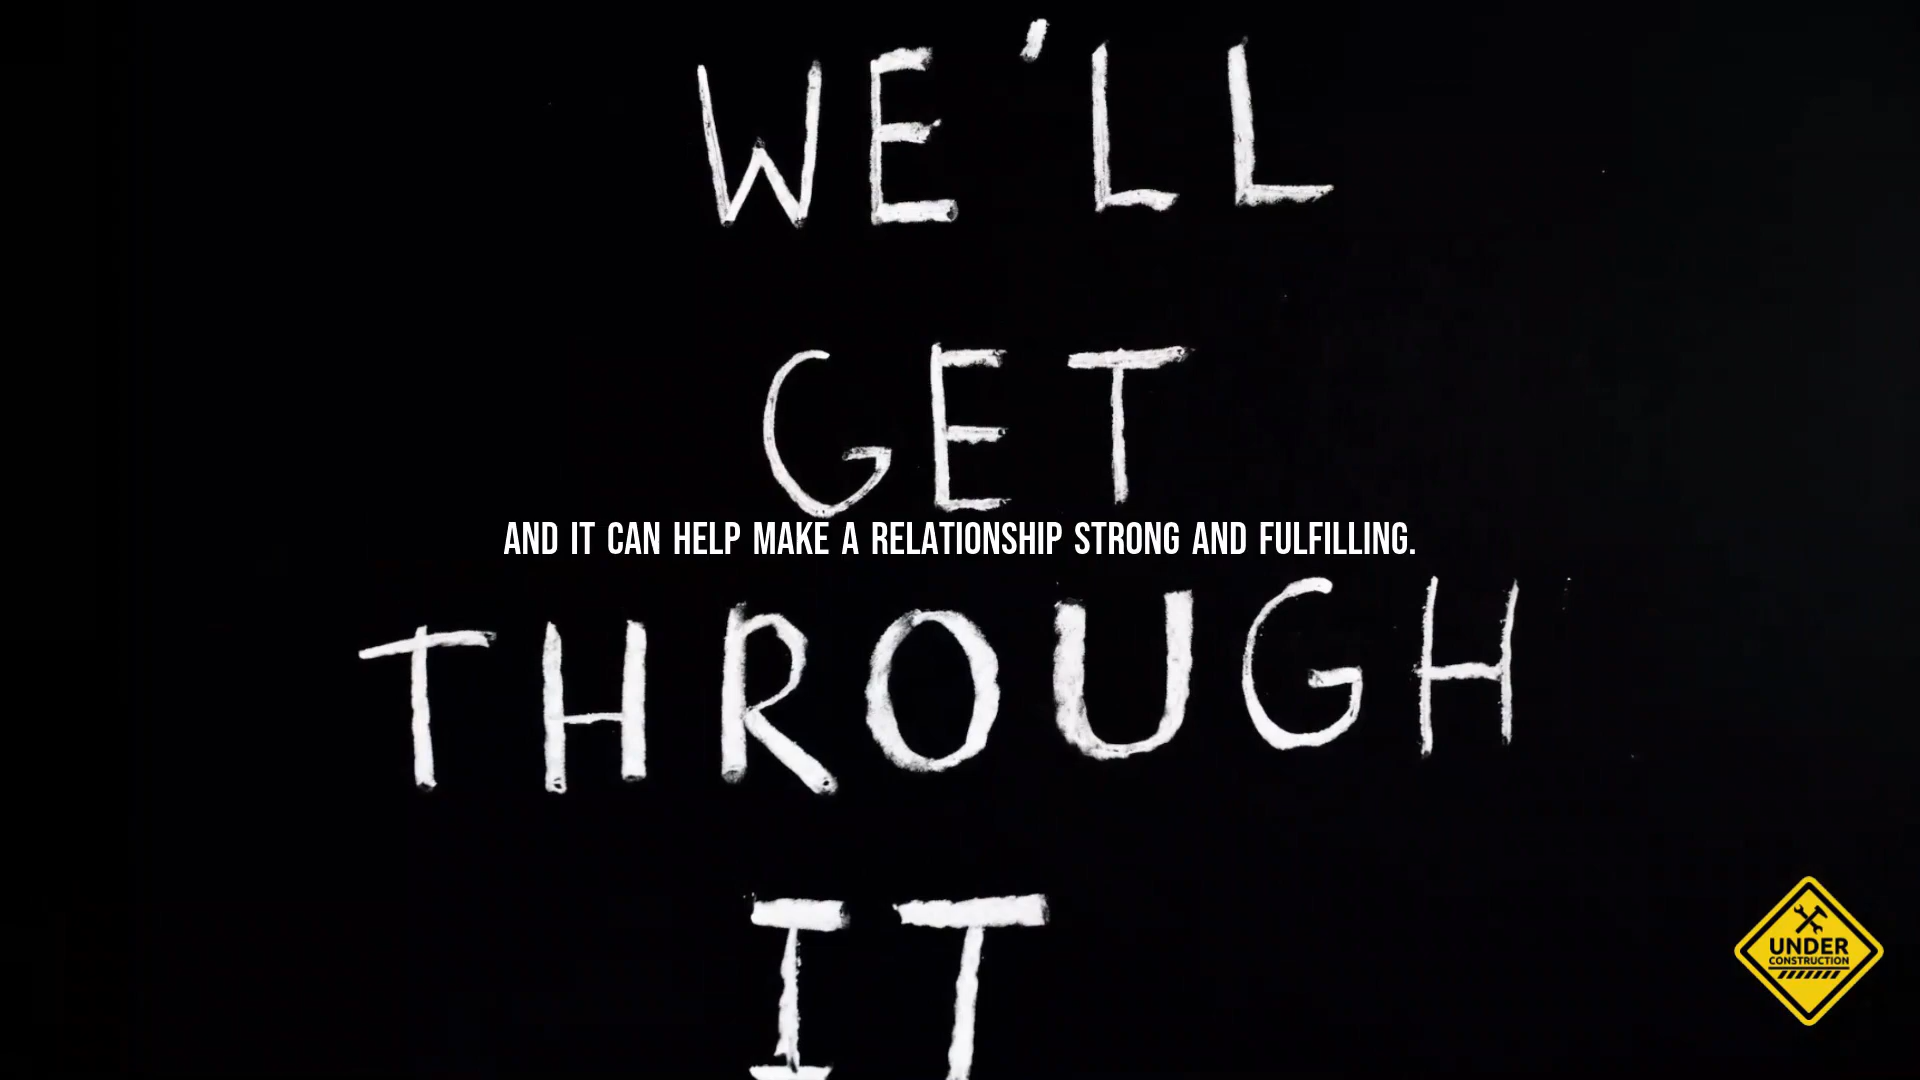 WE'LL
GET
AND IT CAN HELP MAKE A RELATIONSHIP STRONG AND FULFILLING.
THROUGH
IT
UNDER
CONSTRUCTION